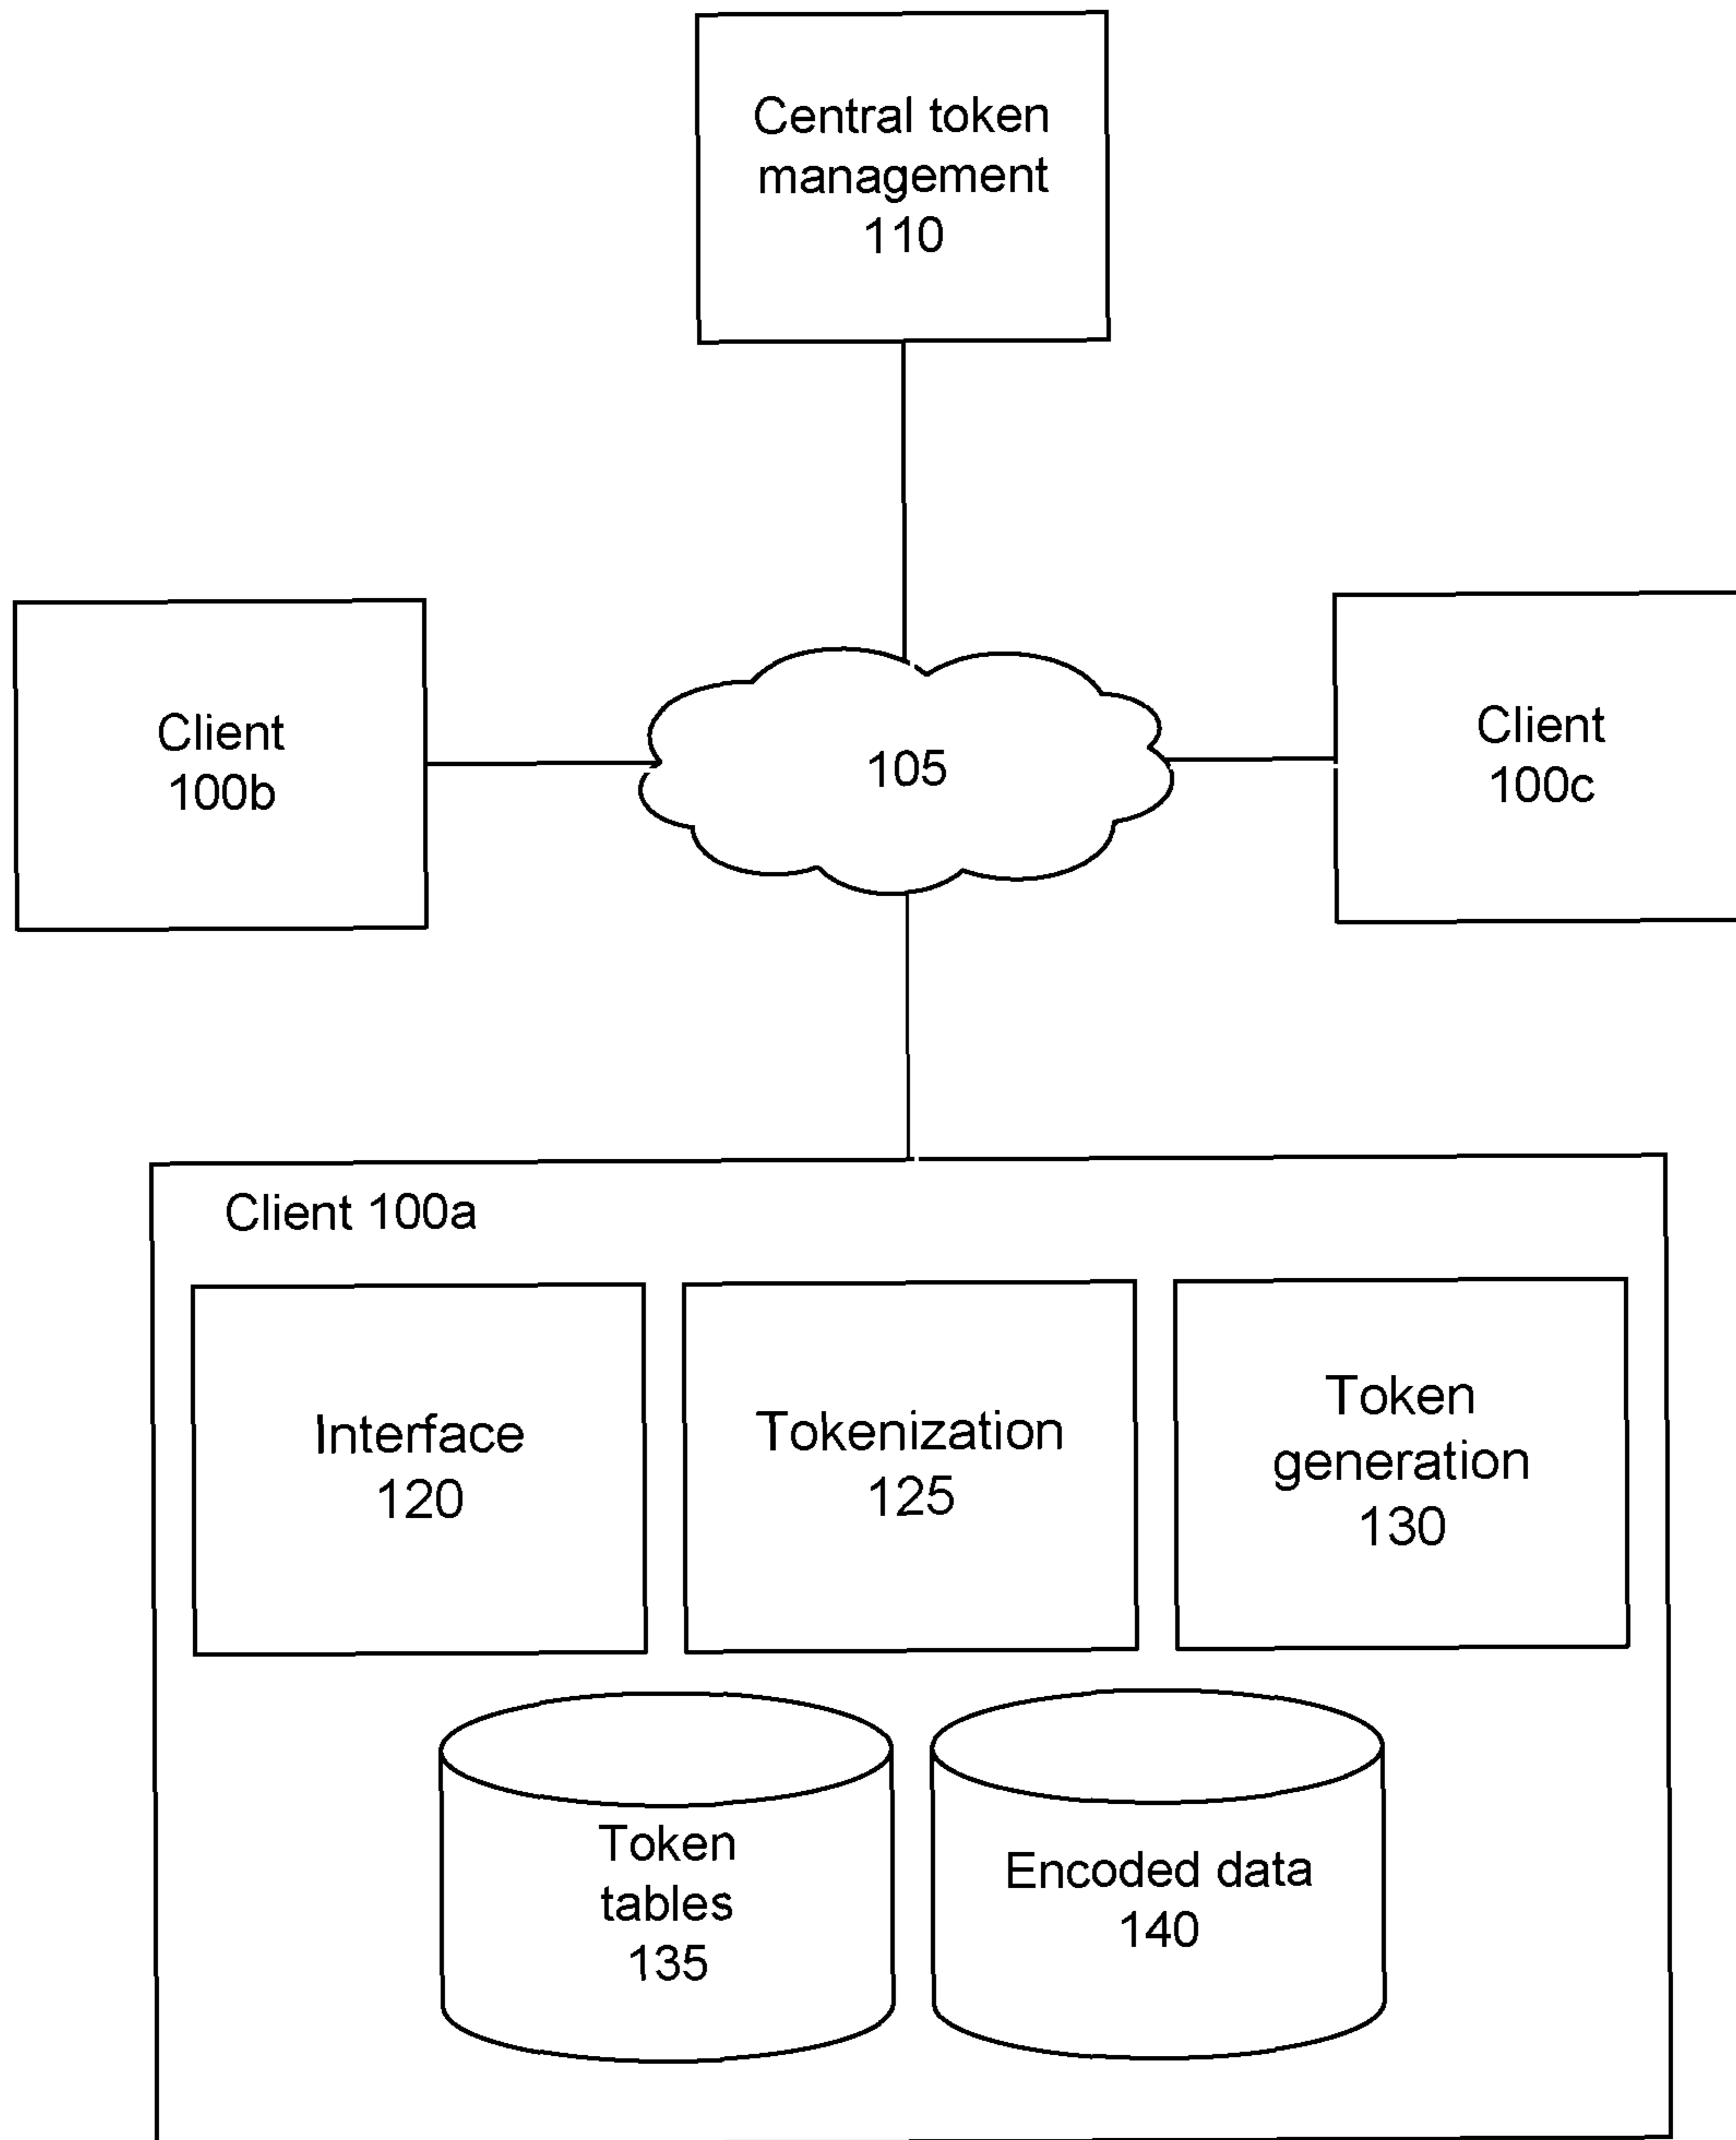 Central token
management
110
Client
100b
105
Client
100c
Client 100a
Interface
120
Tokenization
125
Token
generation
130
Token
tables
135
Encoded data
140